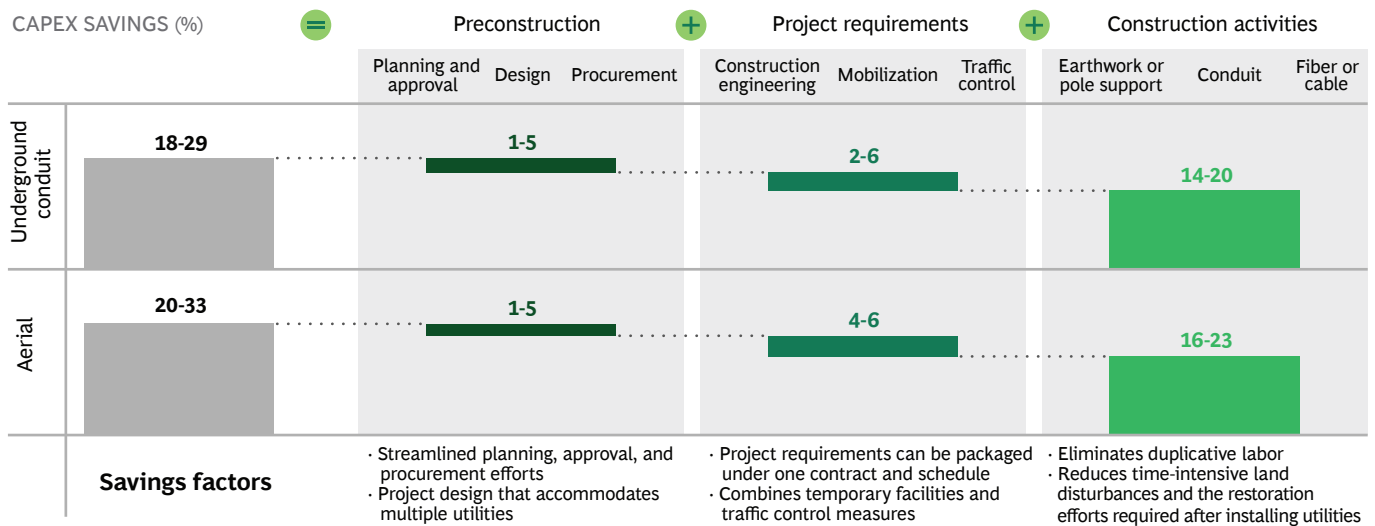 CAPEX SAVINGS (%) = Preconstruction + Project requirements + Construction activities
Planning and
approval
Design
Procurement
Construction
engineering
Mobilization
Traffic
control
Earthwork or
pole support
Conduit
Fiber or
cable
Underground
conduit
18-29
1-5
2-6
14-20
Aerial
20-33
1-5
4-6
16-23
Savings factors
· Streamlined planning, approval, and
procurement efforts
· Project design that accommodates
multiple utilities
· Project requirements can be packaged
under one contract and schedule
· Combines temporary facilities and
traffic control measures
· Eliminates duplicative labor
· Reduces time-intensive land
disturbances and the restoration
efforts required after installing utilities